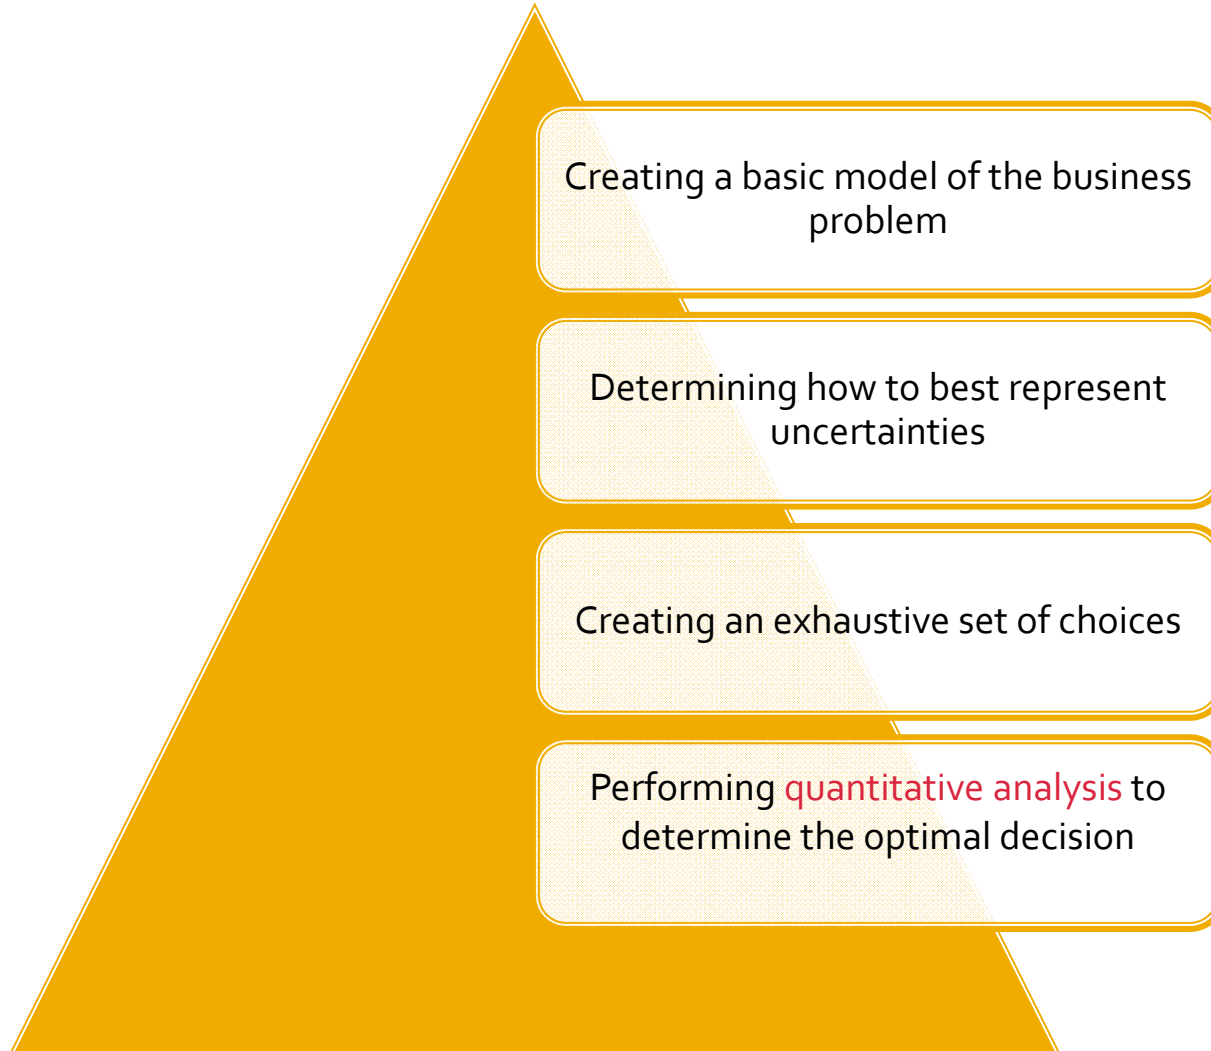 Creating a basic model of the business
problem
Determining how to best represent
uncertainties
Creating an exhaustive set of choices
Performing quantitative analysis to
determine the optimal decision